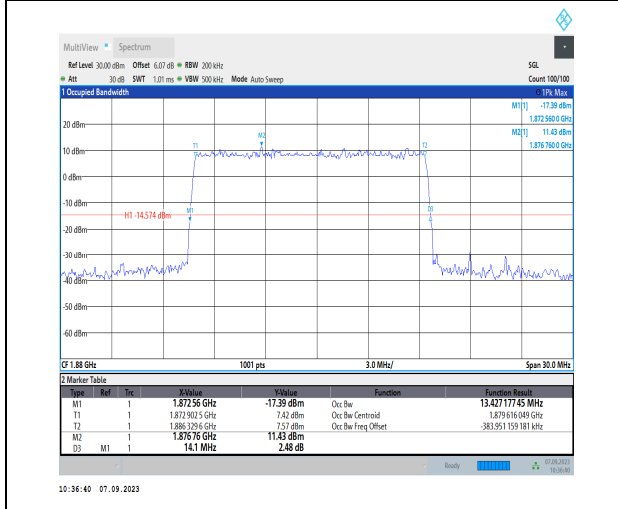 MultiView Spectrum
Ref Level 30.00 dBm Offset 6.07 dB RBW 200 kHz SGL
Att 30 dB SWT 1.01 ms VBW 500 kHz Mode Auto Sweep Count 100/100
1 Occupied Bandwidth 1Pk Max
M1[1] -17.39 dBm
1.872 560 0 GHz
M2[1] 11.43 dBm
1.876 760 0 GHz
20 dBm
M2
10 dBm
T1 T2
0 dBm
-10 dBm
H1 -14.574 dBm M1 D3
-20 dBm
-30 dBm
-40 dBm
-50 dBm
-60 dBm
CF 1.88 GHz 1001 pts 3.0 MHz/ Span 30.0 MHz
2 Marker Table
Type Ref Trc X-Value Y-Value Function Function Result
M1 1 1.872 56 GHz -17.39 dBm Occ Bw 13.427 177 45 MHz
T1 1 1.872 902 5 GHz 7.42 dBm Occ Bw Centroid 1.879 616 049 GHz
T2 1 1.886 329 6 GHz 7.57 dBm Occ Bw Freq Offset -383.951 159 181 kHz
M2 1 1.876 76 GHz 11.43 dBm
D3 M1 1 14.1 MHz 2.48 dB
Ready 07.09.2023
10:36:40
10:36:40 07.09.2023